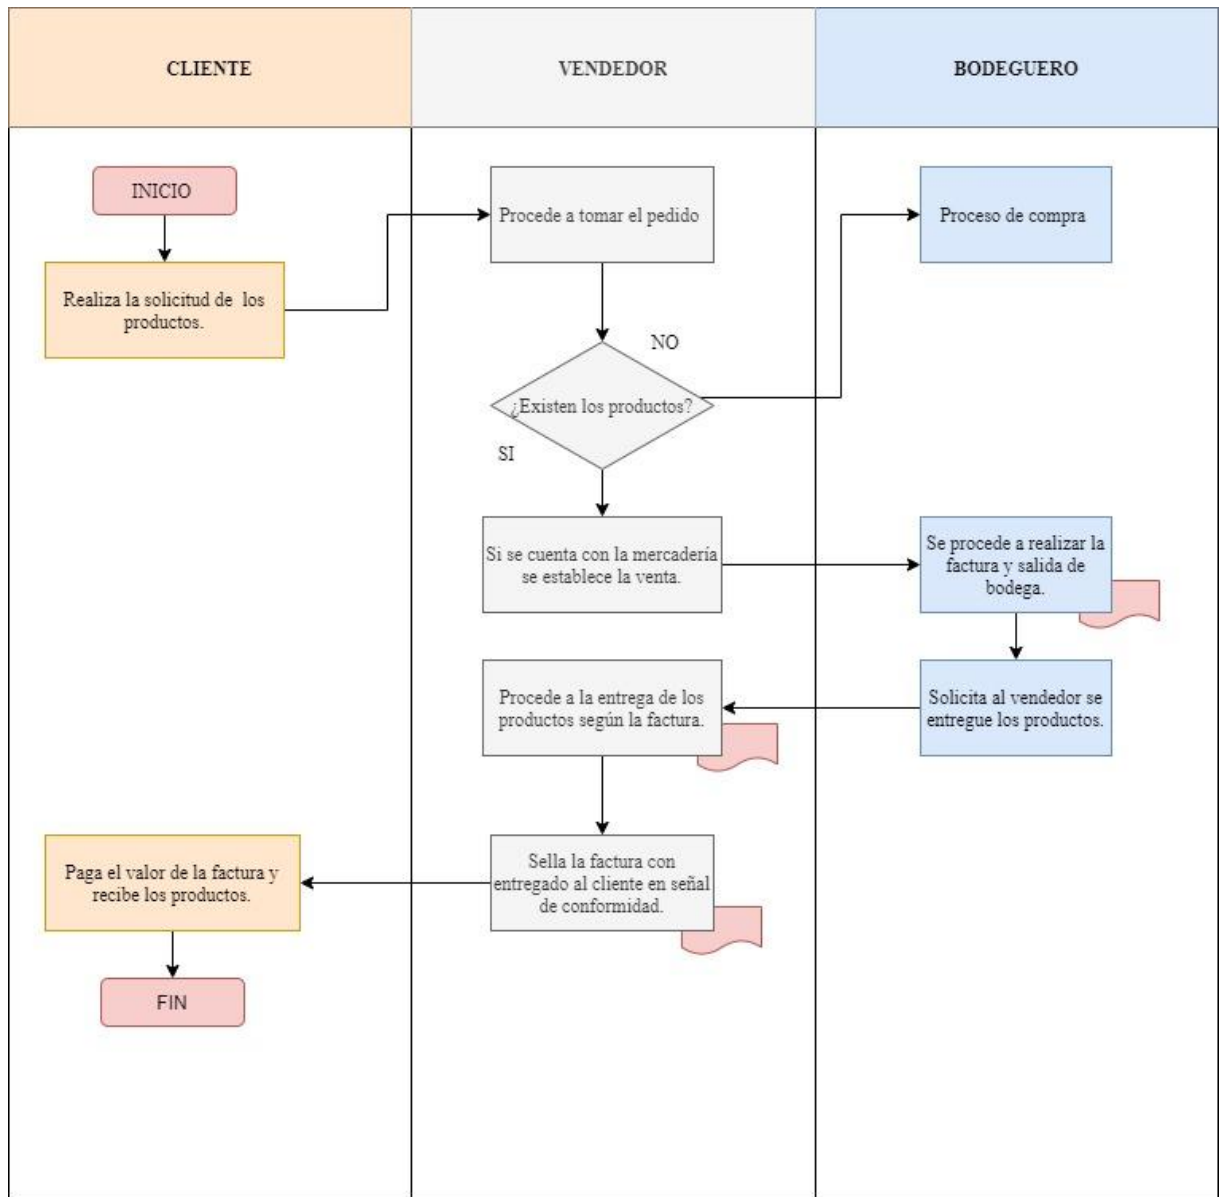 CLIENTE
VENDEDOR
BODEGUERO
INICIO
Realiza la solicitud de los
productos.
Procede a tomar el pedido
Proceso de compra
NO
¿Existen los productos?
SI
Si se cuenta con la mercadería
se establece la venta.
Se procede a realizar la
factura y salida de
bodega.
Solicita al vendedor se
entregue los productos.
Procede a la entrega de los
productos según la factura.
Sella la factura con
entregado al cliente en señal
de conformidad.
Paga el valor de la factura y
recibe los productos.
FIN